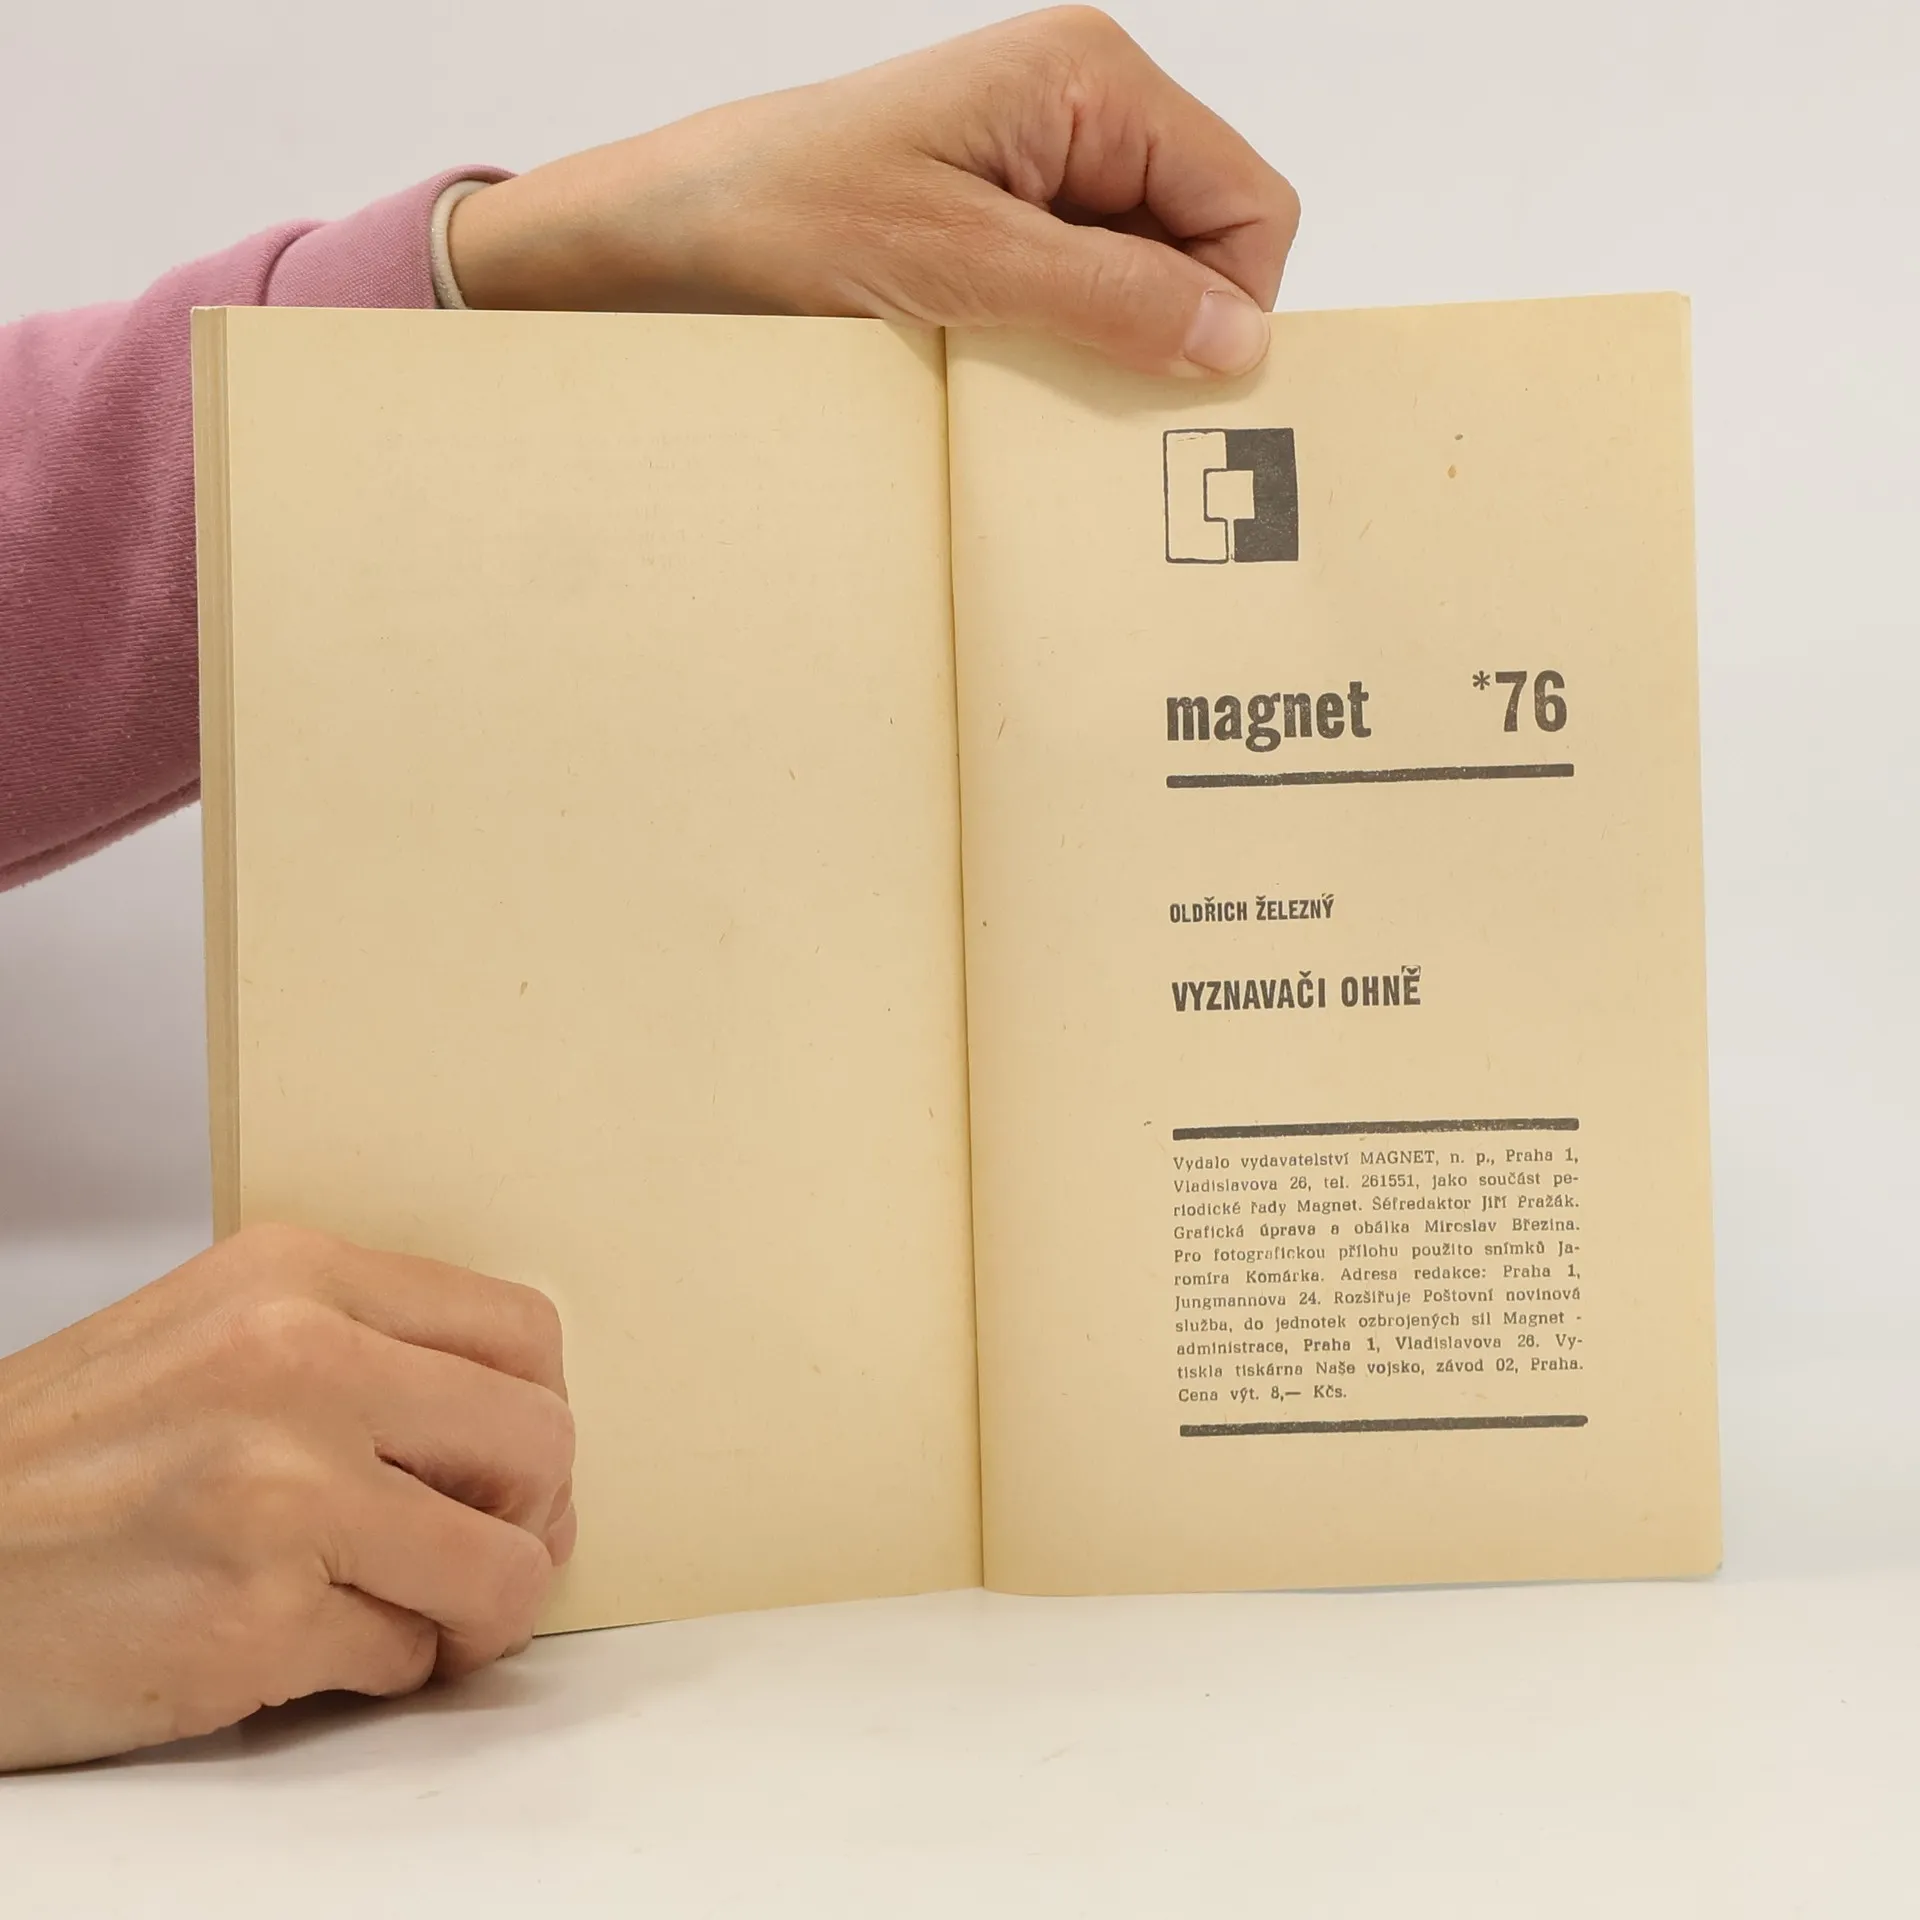 magnet *76
OLDŘICH ŽELEZNÝ
VYZNAVAČI OHNĚ
Vydalo vydavatelství MAGNET, n. p., Praha 1,
Vladislavova 26, tel. 261551, jako součást pe-
riodické řady Magnet. Šéfredaktor Jiří Pražák.
Grafická úprava a obálka Miroslav Březina.
Pro fotografickou přílohu použito snímků Ja-
romíra Komárka. Adresa redakce: Praha 1,
Jungmannova 24. Rozšiřuje Poštovní novinová
služba, do jednotek ozbrojených sil Magnet -
administrace, Praha 1, Vladislavova 26. Vy-
tiskla tiskárna Naše vojsko, závod 02, Praha.
Cena výt. 8,— Kčs.